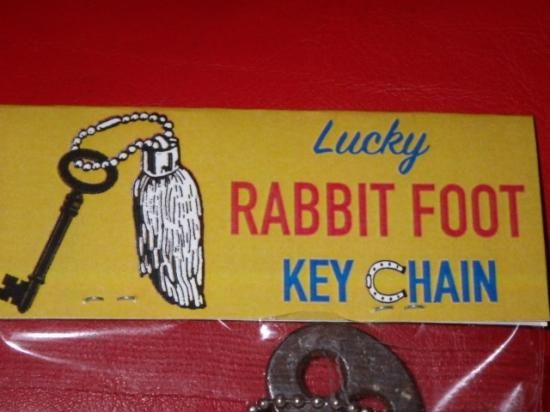 Lucky
RABBIT FOOT
KEY CHAIN